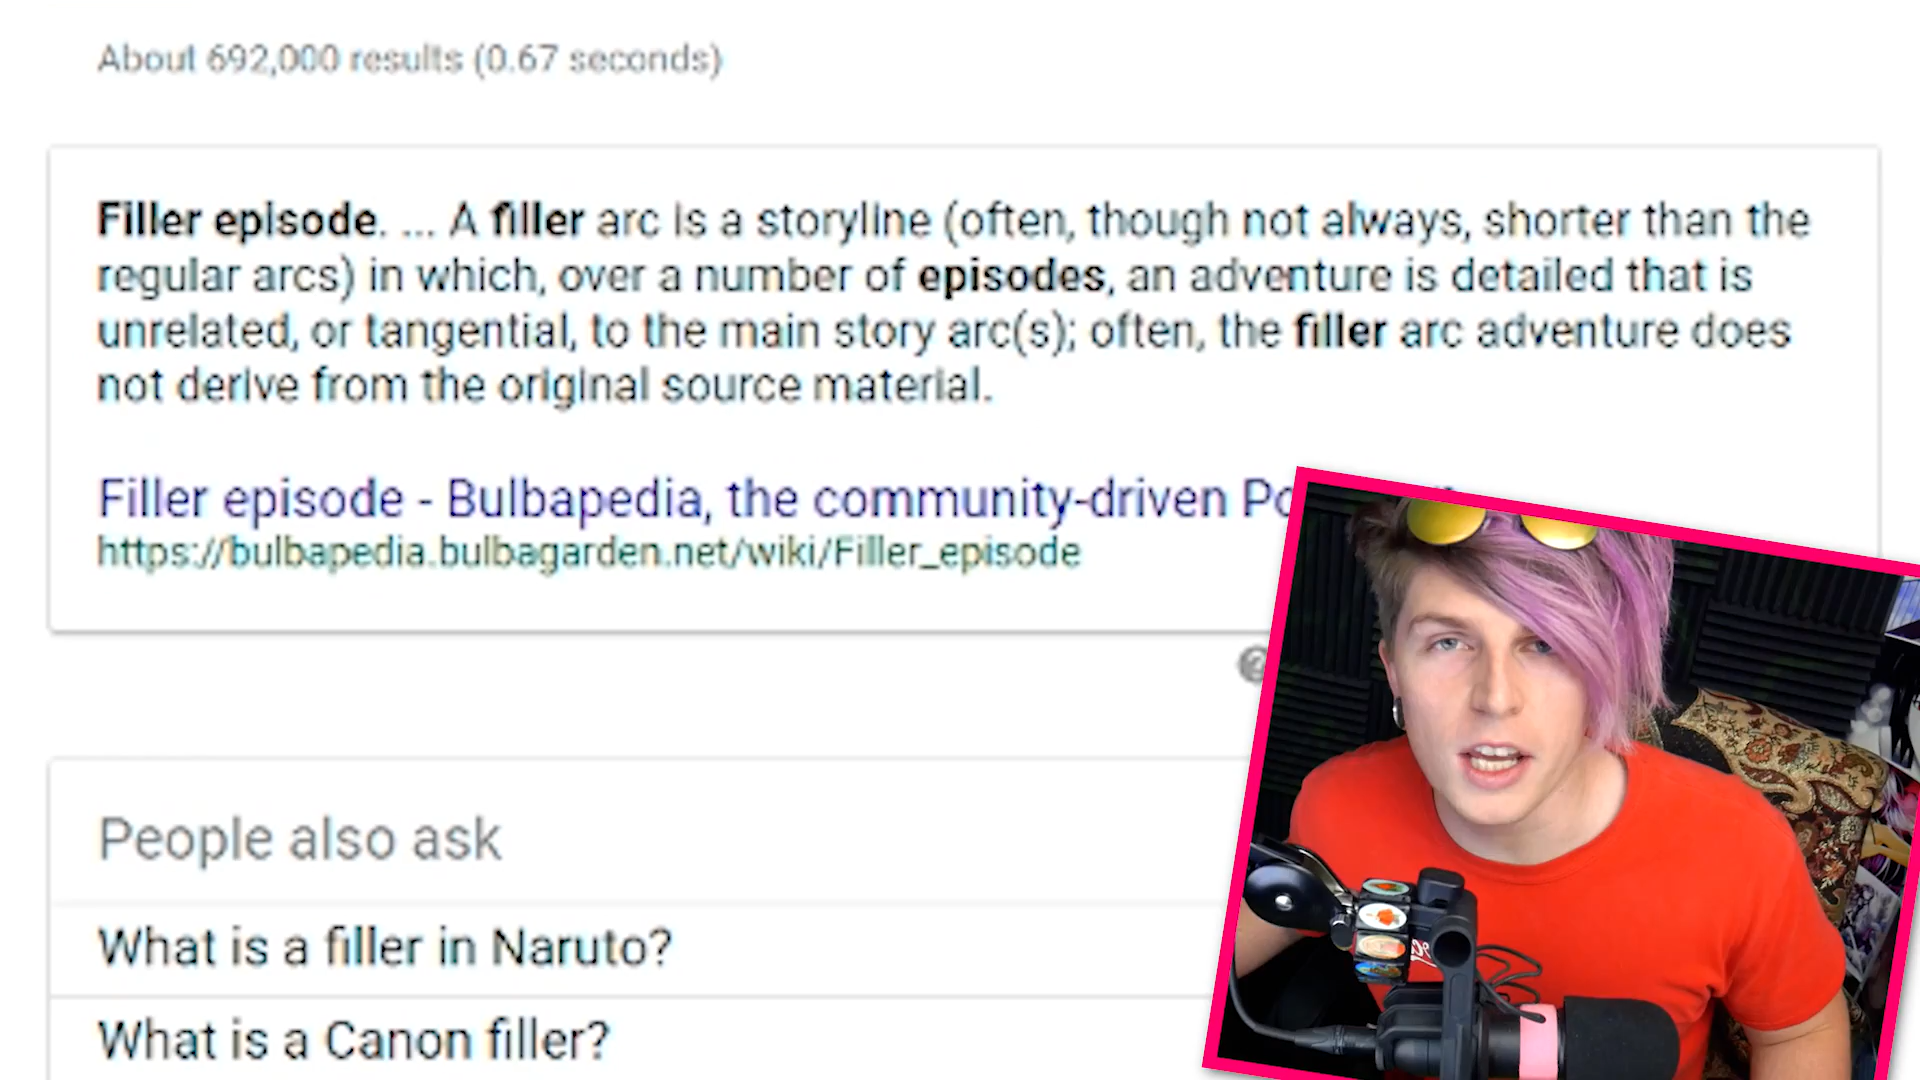 About 692,000 results (0.67 seconds)
Filler episode. ... A filler arc is a storyline (often, though not always, shorter than the
regular arcs) in which, over a number of episodes, an adventure is detailed that is
unrelated, or tangential, to the main story arc(s); often, the filler arc adventure does
not derive from the original source material.
Filler episode - Bulbapedia, the community-driven Po
https://bulbapedia.bulbagarden.net/wiki/Filler_episode
People also ask
What is a filler in Naruto?
What is a Canon filler?